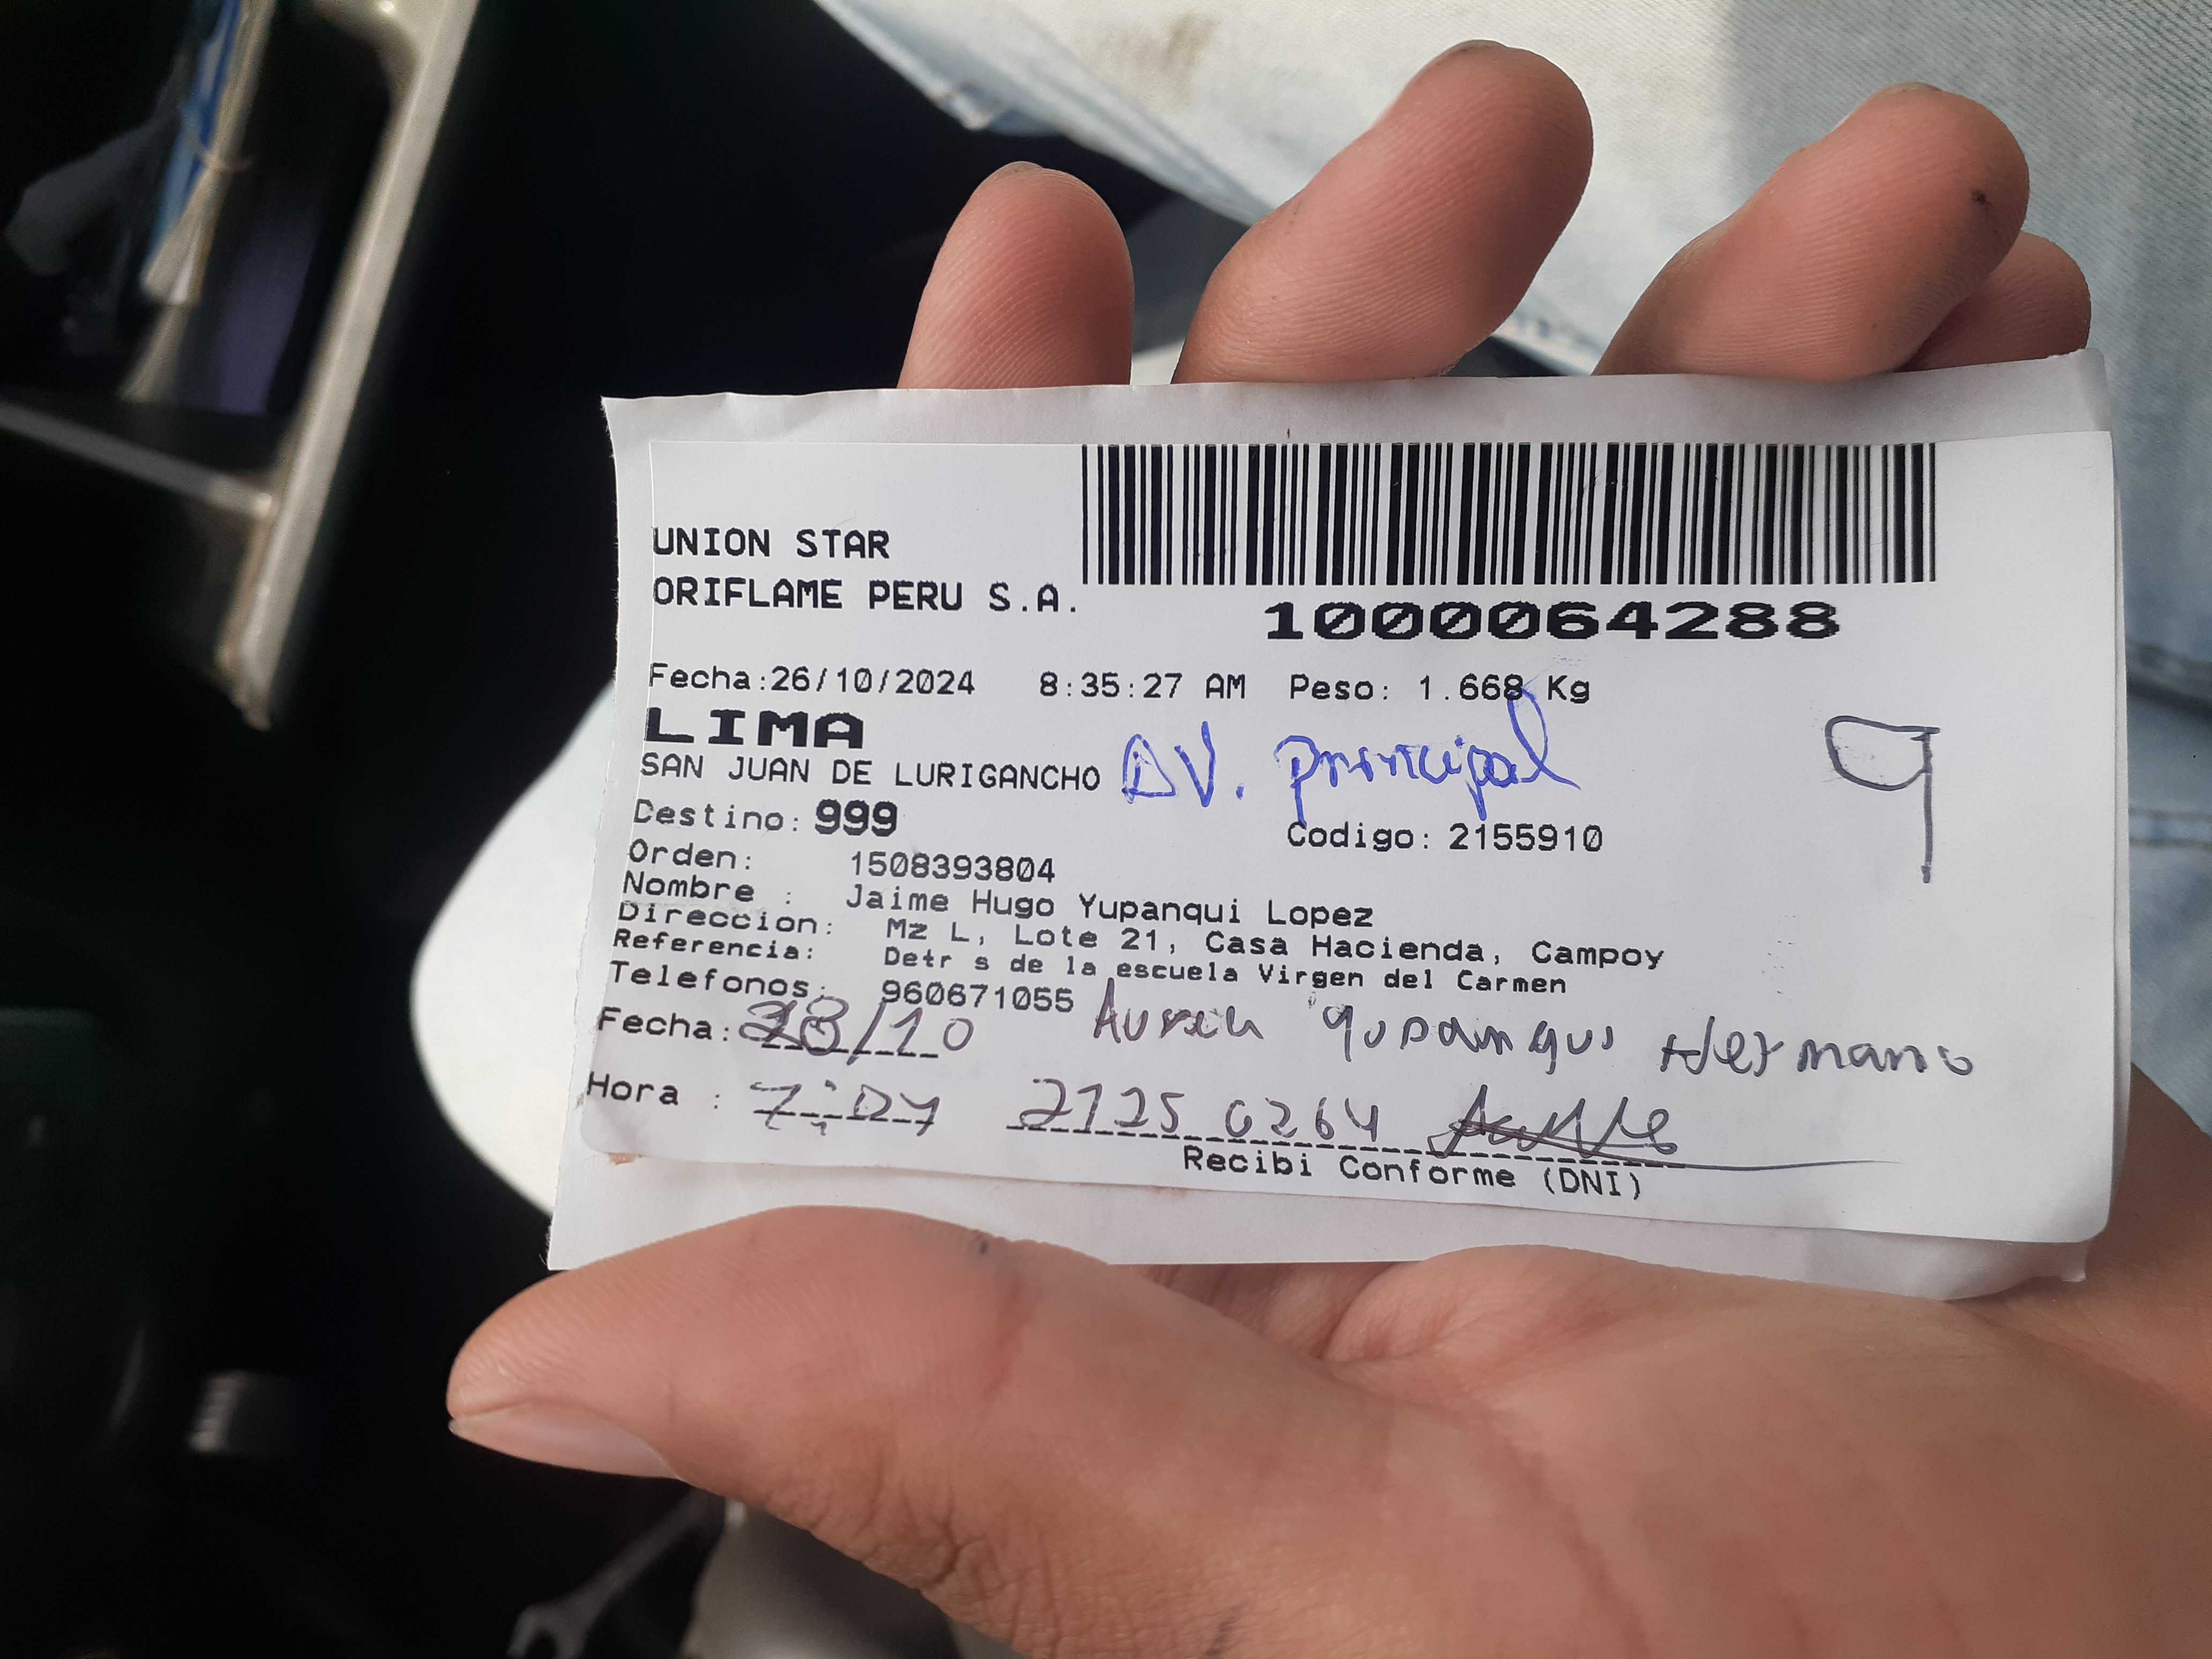 UNION STAR
ORIFLAME PERU S.A.
1000064288
Fecha:26/10/2024 8:35:27 AM Peso: 1.668 Kg
LIMA
SAN JUAN DE LURIGANCHO AV. principal 9
Destino: 999 Codigo: 2155910
Orden: 1508393804
Nombre : Jaime Hugo Yupanqui Lopez
Direccion: Mz L, Lote 21, Casa Hacienda, Campoy
Referencia: Detr s de la escuela Virgen del Carmen
Telefonos: 960671055
Fecha: 28/10 Yupanqui Hermano
Hora :
Recibi Conforme (DNI)